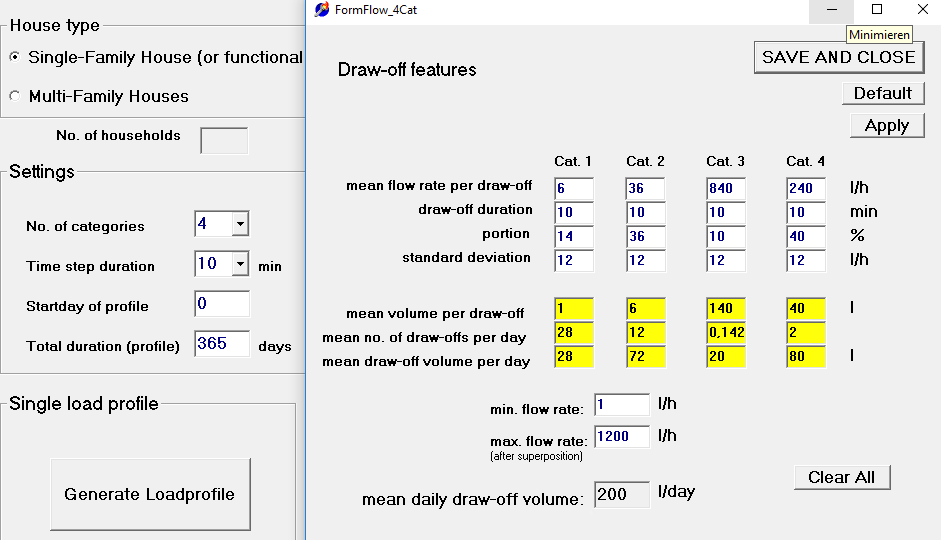 House type
Single-Family House (or functional
Multi-Family Houses
No. of households
Settings
No. of categories 4
Time step duration 10 min
Startday of profile 0
Total duration (profile) 365 days
Single load profile
Generate Loadprofile
FormFlow_4Cat
Minimieren
Draw-off features
SAVE AND CLOSE
Default
Apply
Cat. 1 Cat. 2 Cat. 3 Cat. 4
mean flow rate per draw-off 6 36 840 240 l/h
draw-off duration 10 10 10 10 min
portion 14 36 10 40 %
standard deviation 12 12 12 12 l/h
mean volume per draw-off 1 6 140 40 l
mean no. of draw-offs per day 28 12 0,142 2
mean draw-off volume per day 28 72 20 80 l
min. flow rate: 1 l/h
max. flow rate: 1200 l/h
(after superposition)
Clear All
mean daily draw-off volume: 200 l/day